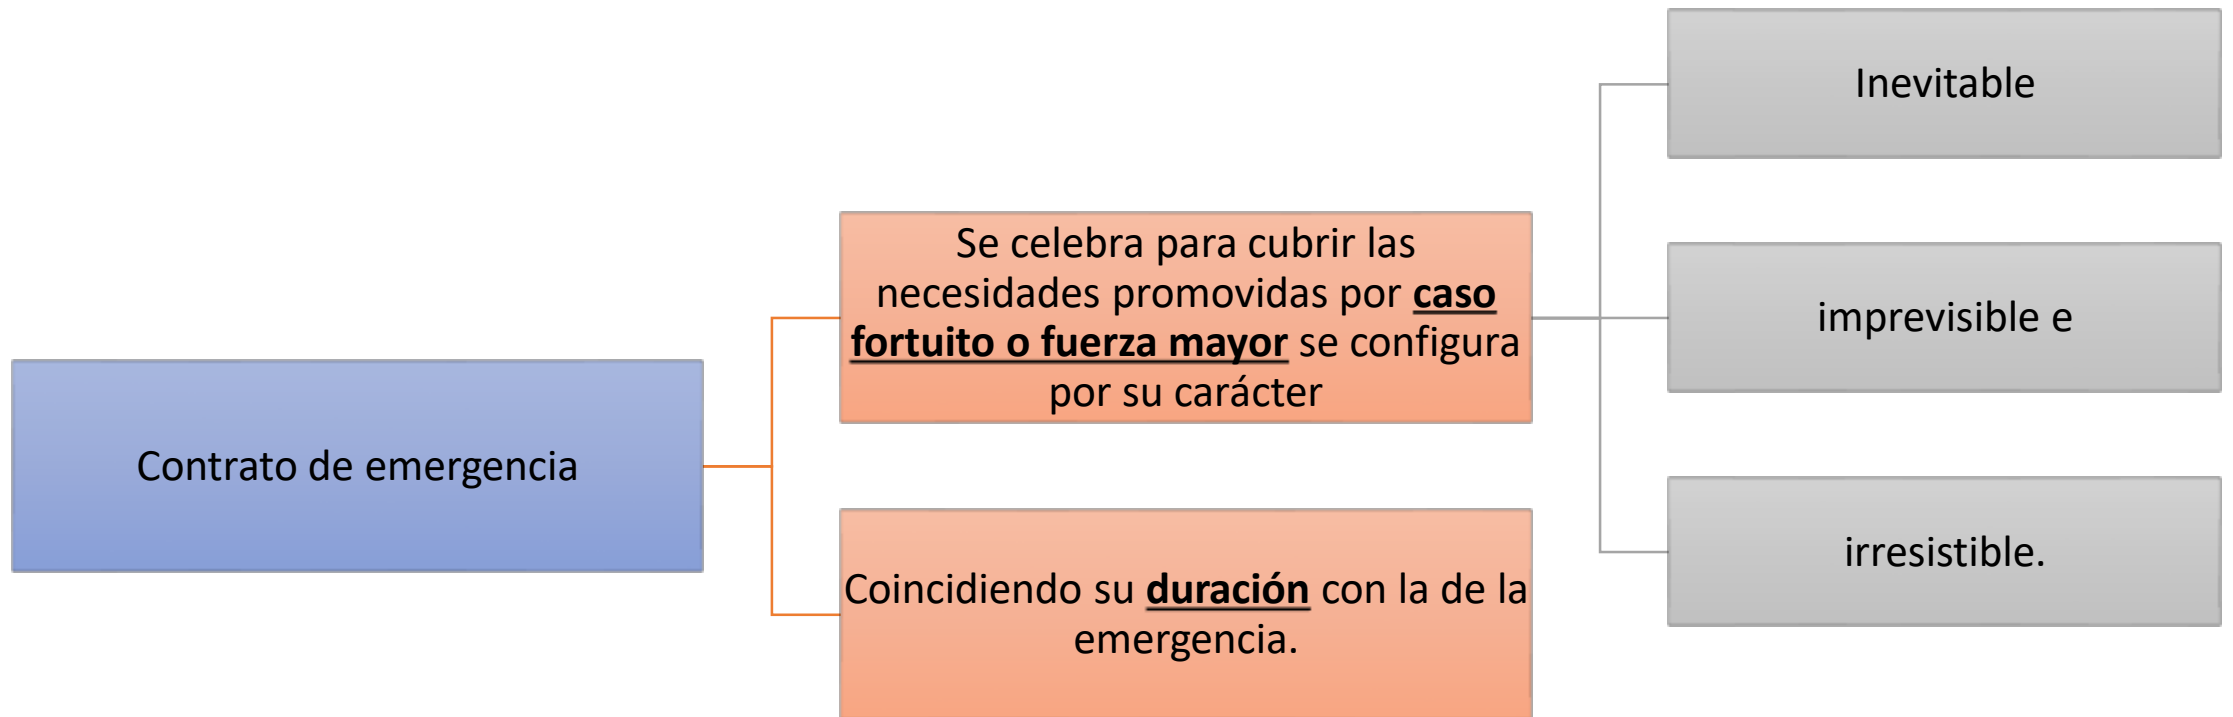 Contrato de emergencia
Se celebra para cubrir las
necesidades promovidas por caso
fortuito o fuerza mayor se configura
por su carácter
Inevitable
imprevisible e
irresistible.
Coincidiendo su duración con la de la
emergencia.